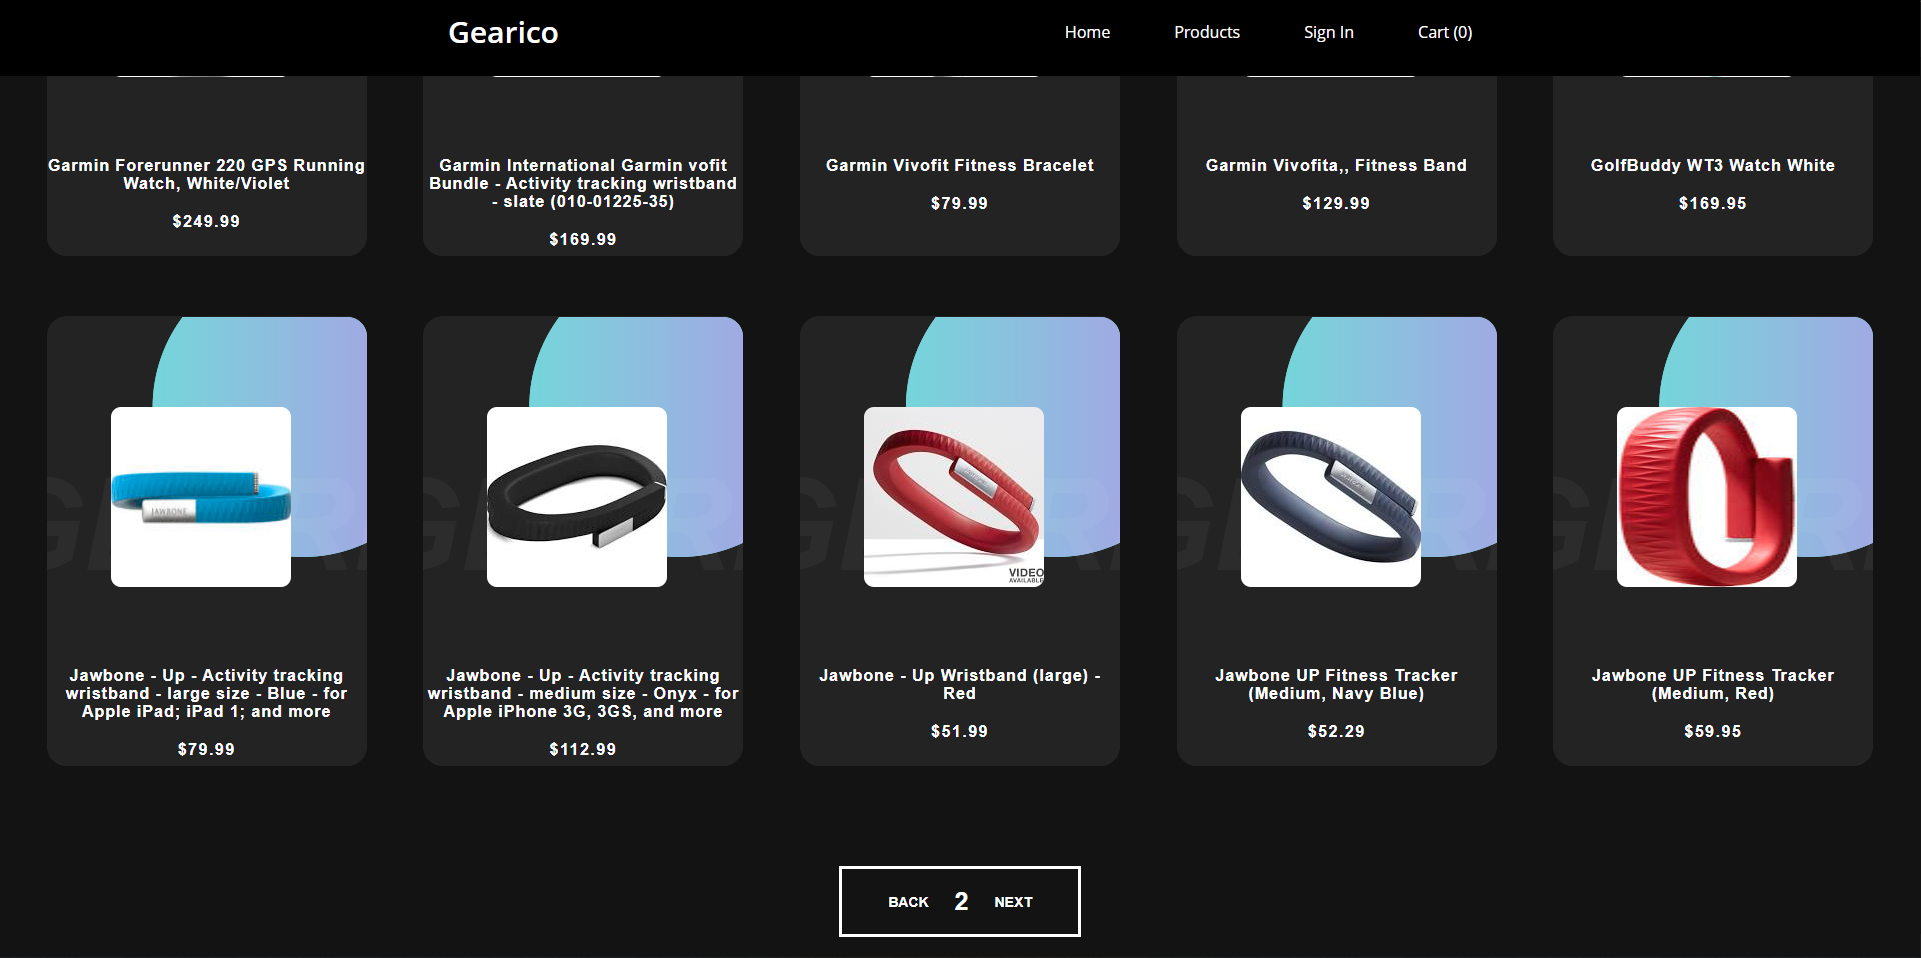 Gearico
Home
Products
Sign In
Cart (0)
Garmin Forerunner 220 GPS Running
Watch, White/Violet
$249.99
Garmin International Garmin vofit
Bundle - Activity tracking wristband
- slate (010-01225-35)
$169.99
Garmin Vivofit Fitness Bracelet
$79.99
Garmin Vivofita,, Fitness Band
$129.99
GolfBuddy WT3 Watch White
$169.95
JAWBONE
Jawbone - Up - Activity tracking
wristband - large size - Blue - for
Apple iPad; iPad 1; and more
$79.99
Jawbone - Up - Activity tracking
wristband - medium size - Onyx - for
Apple iPhone 3G, 3GS, and more
$112.99
VIDEO
AVAILABLE
Jawbone - Up Wristband (large) -
Red
$51.99
Jawbone UP Fitness Tracker
(Medium, Navy Blue)
$52.29
Jawbone UP Fitness Tracker
(Medium, Red)
$59.95
BACK
2
NEXT